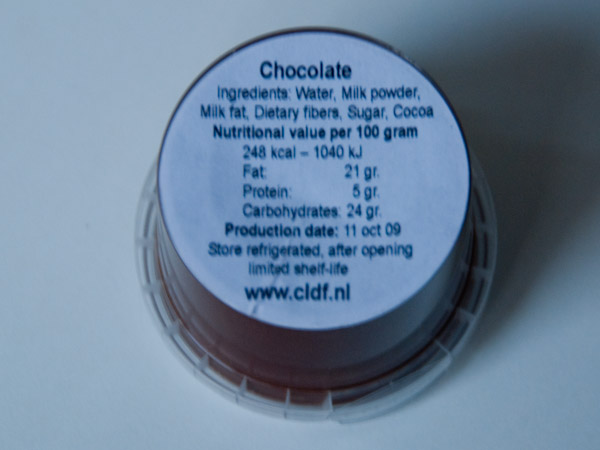 Chocolate
Ingredients: Water, Milk powder,
Milk fat, Dietary fibers, Sugar, Cocoa
Nutritional value per 100 gram
248 kcal – 1040 kJ
Fat: 21 gr.
Protein: 5 gr.
Carbohydrates: 24 gr.
Production date: 11 oct 09
Store refrigerated, after opening
limited shelf-life
www.cldf.nl